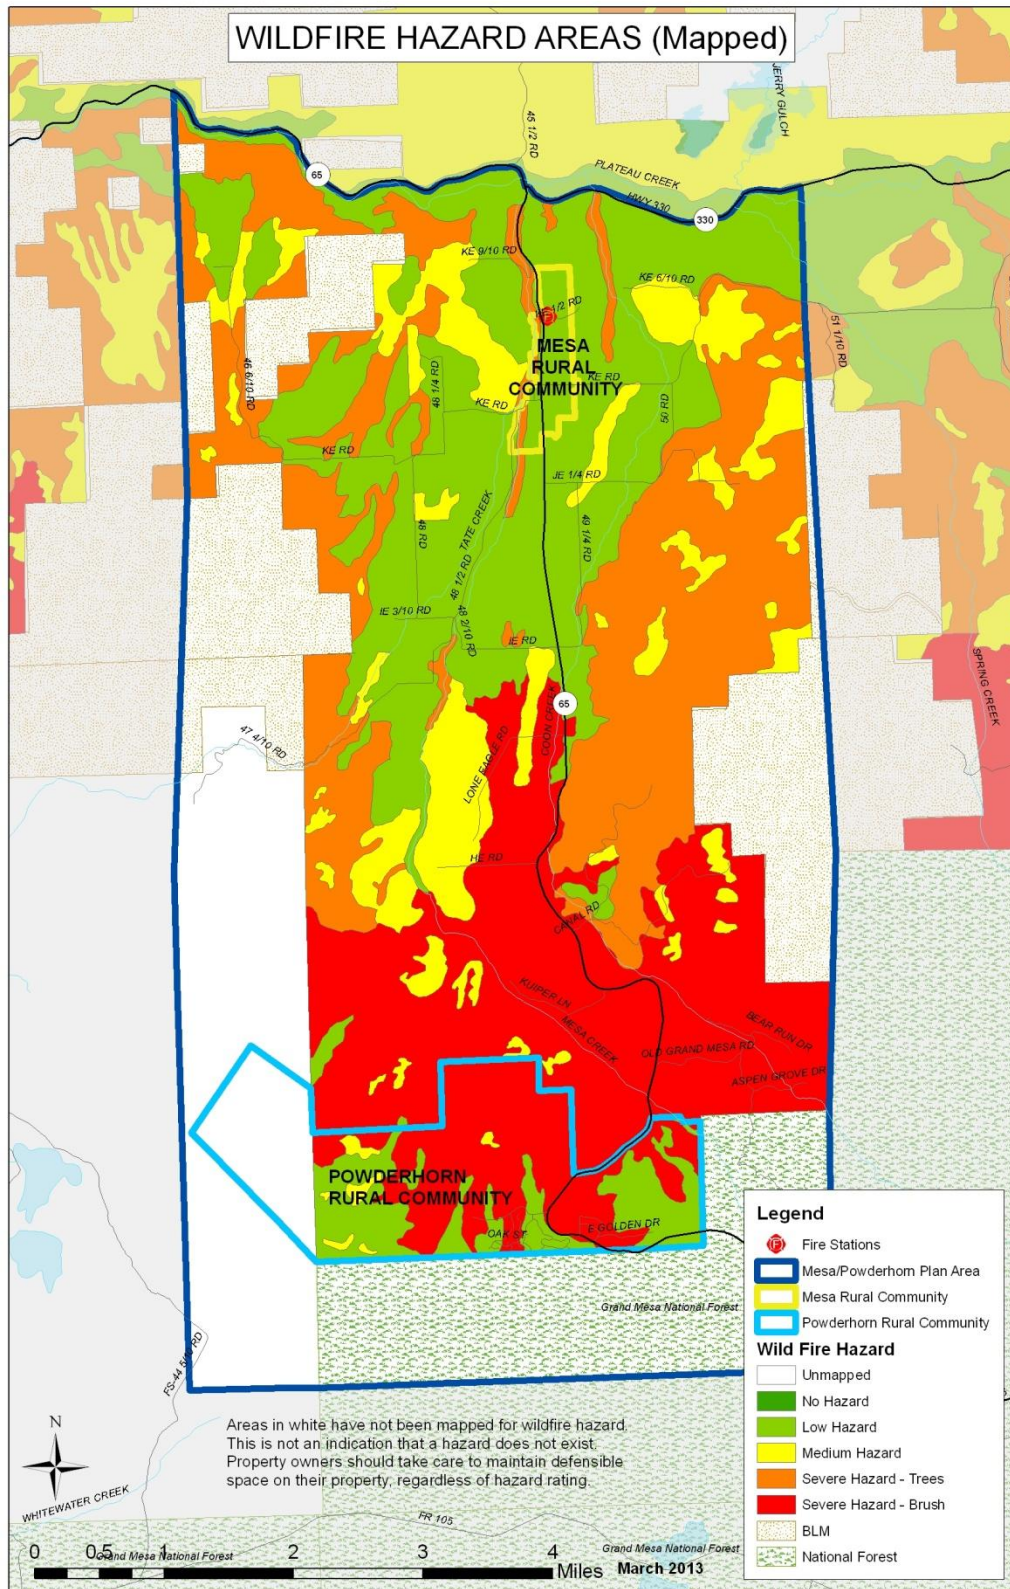 WILDFIRE HAZARD AREAS (Mapped)
JERRY GULCH
45 1/2 RD
PLATEAU CREEK
65
HWY 330
330
KE 9/10 RD
KE 6/10 RD
KE 1/2 RD
F
51 1/10 RD
MESA
RURAL
COMMUNITY
46 6/10 RD
48 1/4 RD
KE RD
KE RD
50 RD
KE RD
JE 1/4 RD
TATE CREEK
48 RD
49 1/4 RD
48 1/2 RD
IE 3/10 RD
48 2/10 RD
IE RD
SPRING CREEK
65
COON CREEK
47 4/10 RD
LONE EAGLE RD
HE RD
CANAL RD
KUIPER LN
MESA CREEK
BEAR RUN DR
OLD GRAND MESA RD
ASPEN GROVE DR
POWDERHORN
RURAL COMMUNITY
OAK ST
E GOLDEN DR
Grand Mesa National Forest
Legend
F Fire Stations
Mesa/Powderhorn Plan Area
Mesa Rural Community
Powderhorn Rural Community
Wild Fire Hazard
Unmapped
No Hazard
Low Hazard
Medium Hazard
Severe Hazard - Trees
Severe Hazard - Brush
BLM
National Forest
Areas in white have not been mapped for wildfire hazard.
This is not an indication that a hazard does not exist.
Property owners should take care to maintain defensible
space on their property, regardless of hazard rating.
N
WHITEWATER CREEK
FR 105
Grand Mesa National Forest
Grand Mesa National Forest
0 0.5 1 2 3 4 Miles
March 2013